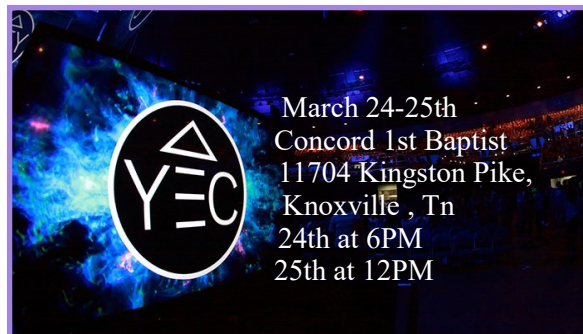 YEC
March 24-25th
Concord 1st Baptist
11704 Kingston Pike,
Knoxville , Tn
24th at 6PM
25th at 12PM